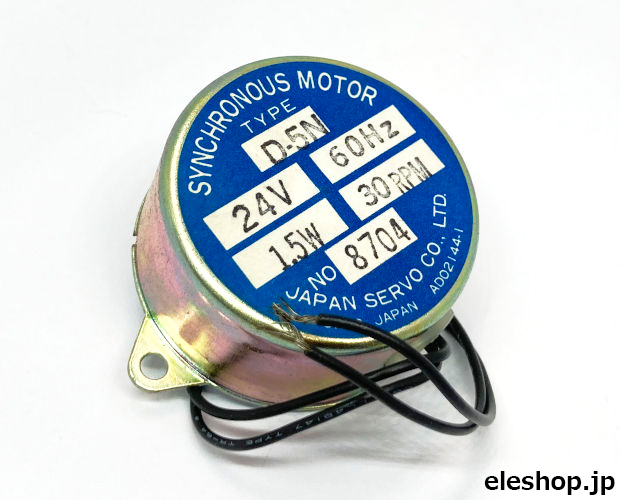 SYNCHRONOUS MOTOR
TYPE
D-5N
24V 60Hz
1.5W 30RPM
NO 8704
JAPAN SERVO CO., LTD.
JAPAN AD02144-1
eleshop.jp